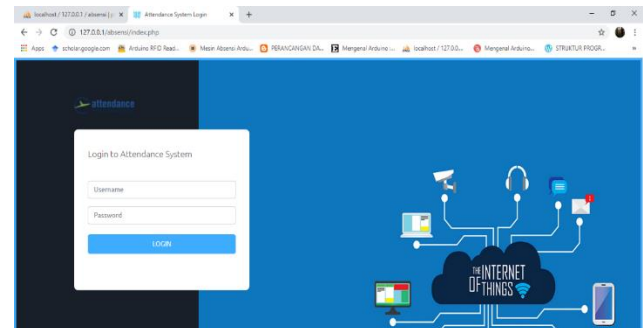 localhost / 127.0.0.1 / absensi | p
Attendance System Login
127.0.0.1/absensi/index.php
Apps
scholar.google.com
Arduino RFID Read...
Mesin Absensi Ardu...
PERANCANGAN DA...
Mengenal Arduino ...
localhost / 127.0.0...
Mengenal Arduino...
STRUKTUR PROGR...
»
attendance
Login to Attendance System
Username
Password
LOGIN
THE INTERNET
OF THINGS